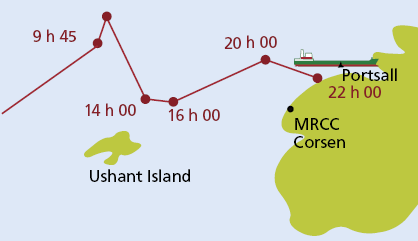 9 h 45
20 h 00
Portsall
22 h 00
14 h 00
16 h 00
MRCC
Corsen
Ushant Island